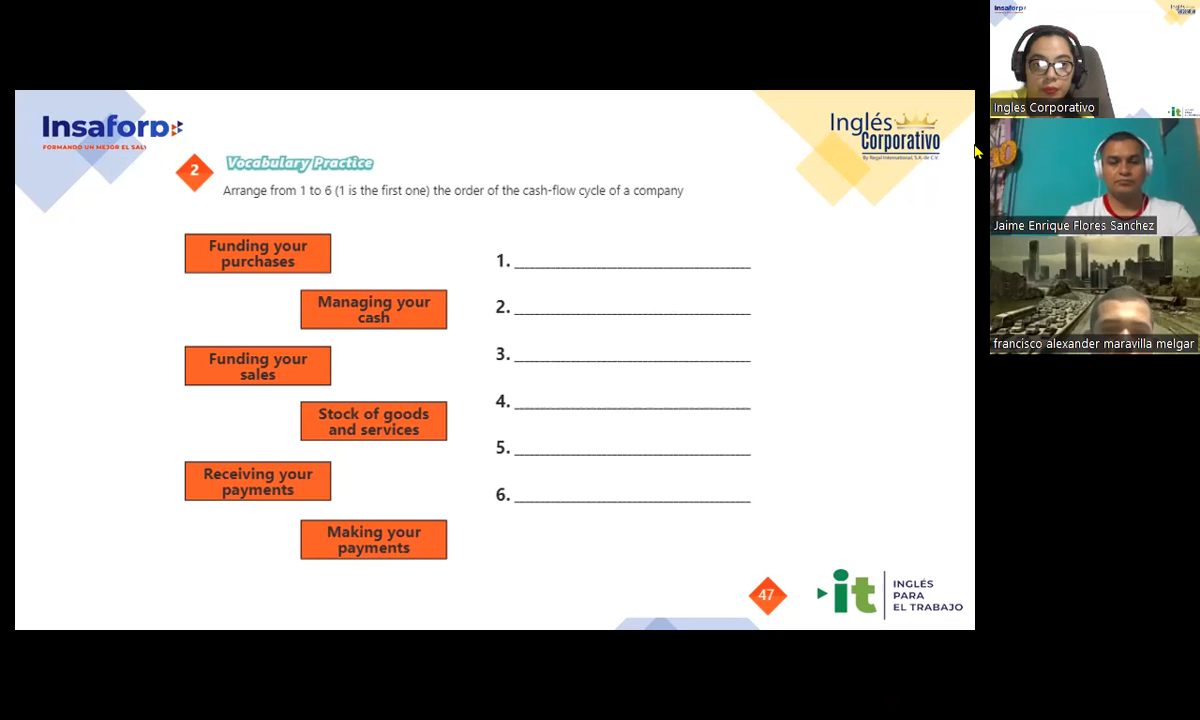 Insaforp
FORMANDO UN MEJOR EL SAL
Inglés
Corporativo
By Regal International, S.A. de C.V.
2
Vocabulary Practice
Arrange from 1 to 6 (1 is the first one) the order of the cash-flow cycle of a company
Funding your
purchases
Managing your
cash
Funding your
sales
Stock of goods
and services
Receiving your
payments
Making your
payments
1.
2.
3.
4.
5.
6.
47
it
INGLÉS
PARA
EL TRABAJO
Insaforp
Ingles Corporativo
it
Jaime Enrique Flores Sanchez
francisco alexander maravilla melgar